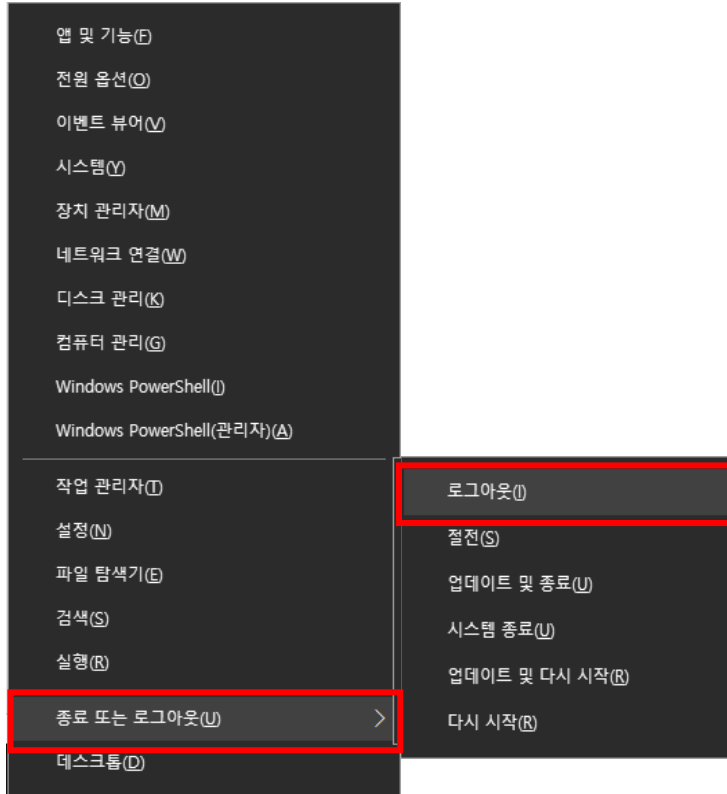 앱 및 기능(F)
전원 옵션(O)
이벤트 뷰어(V)
시스템(Y)
장치 관리자(M)
네트워크 연결(W)
디스크 관리(K)
컴퓨터 관리(G)
Windows PowerShell(I)
Windows PowerShell(관리자)(A)
작업 관리자(T)
설정(N)
파일 탐색기(E)
검색(S)
실행(R)
종료 또는 로그아웃(U)
데스크톱(D)
로그아웃(I)
절전(S)
업데이트 및 종료(U)
시스템 종료(U)
업데이트 및 다시 시작(R)
다시 시작(R)